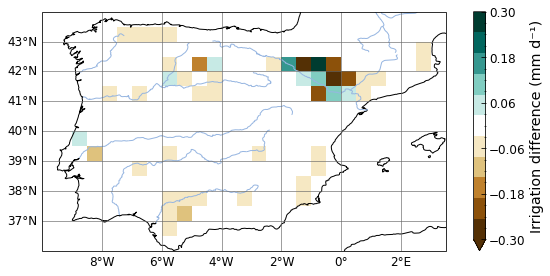 43°N
42°N
41°N
40°N
39°N
38°N
37°N
8°W 6°W 4°W 2°W 0° 2°E
0.30
0.18
0.06
−0.06
−0.18
−0.30
Irrigation difference (mm d⁻¹)